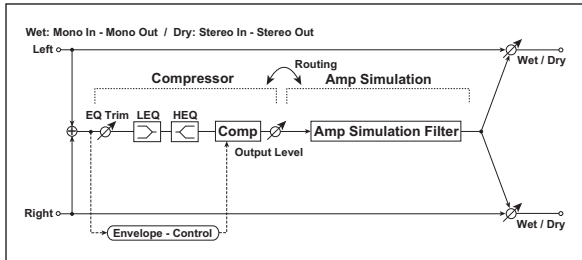 Wet: Mono In - Mono Out / Dry: Stereo In - Stereo Out
Left
Wet / Dry
Routing
Compressor
Amp Simulation
EQ Trim
LEQ
HEQ
Comp
Output Level
Amp Simulation Filter
Right
Wet / Dry
Envelope - Control